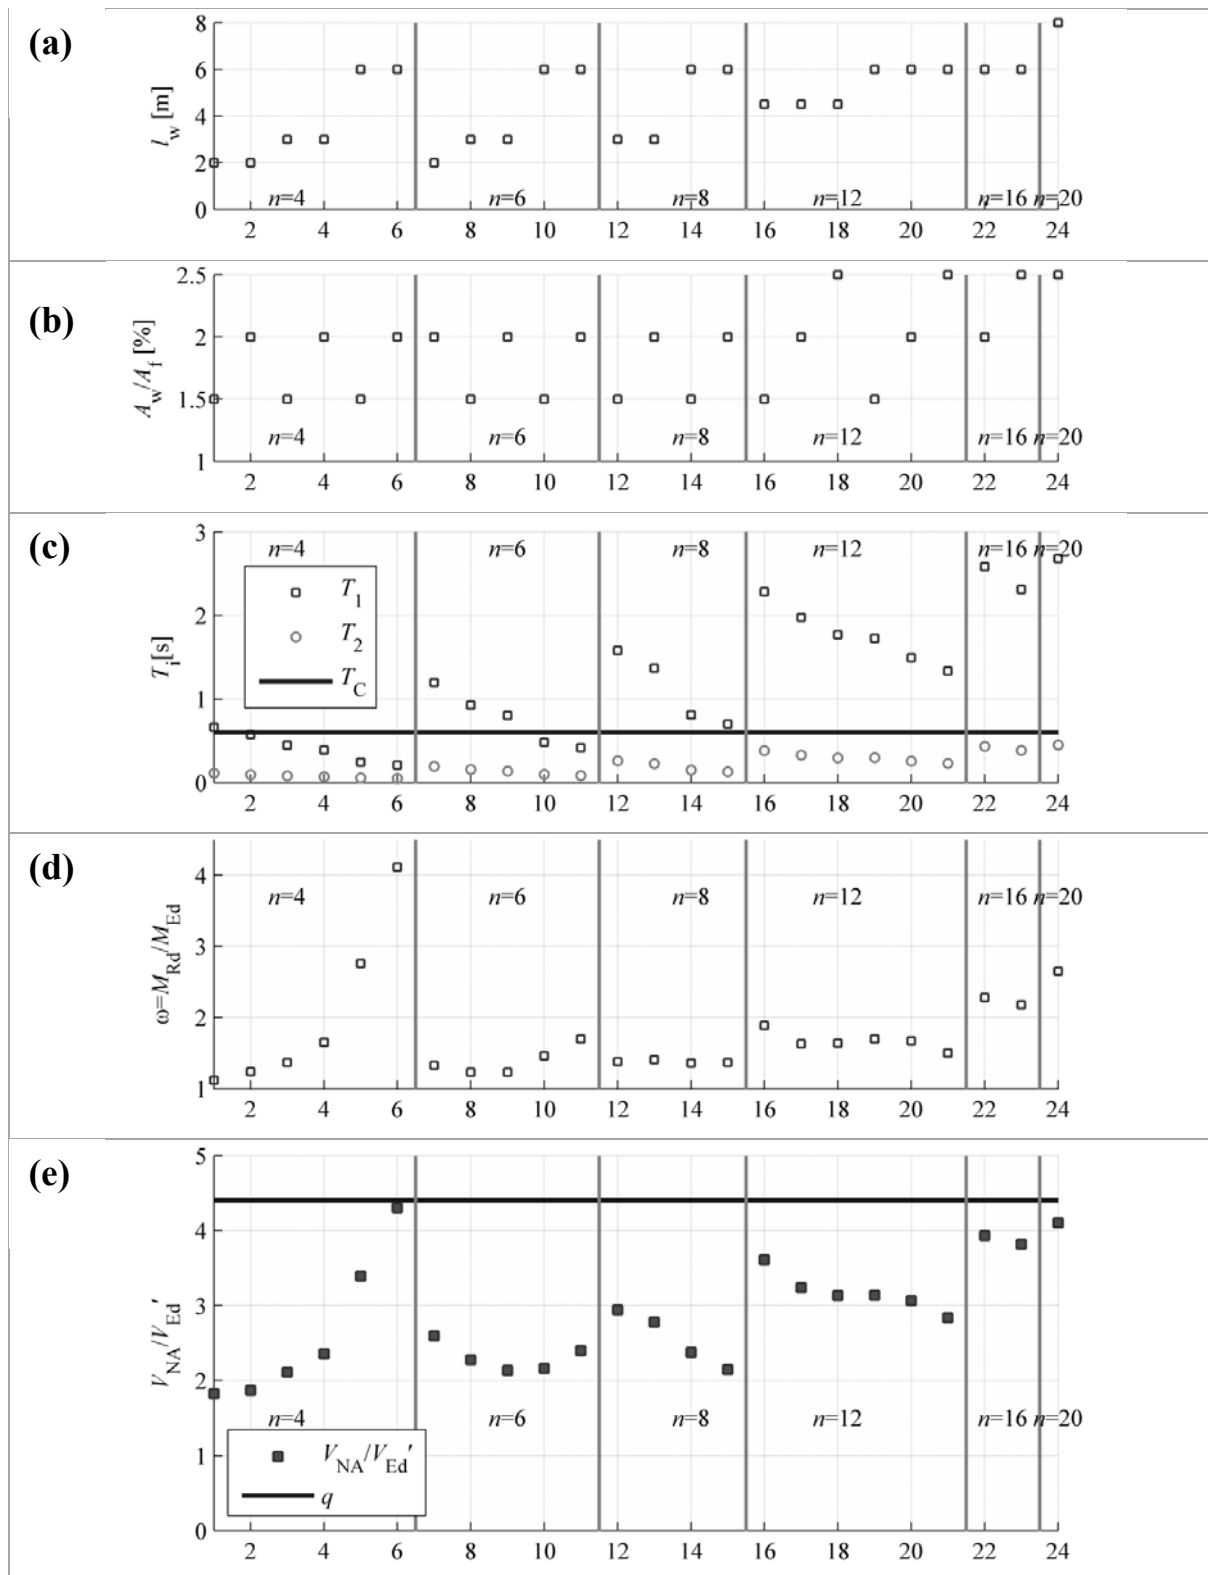 (a)
l_w [m]
8
6
4
2
0
n=4 n=6 n=8 n=12 n=16 n=20
2 4 6 8 10 12 14 16 18 20 22 24
(b)
A_w/A_f [%]
2.5
2
1.5
1
n=4 n=6 n=8 n=12 n=16 n=20
2 4 6 8 10 12 14 16 18 20 22 24
(c)
T_i[s]
3
2
1
0
n=4 n=6 n=8 n=12 n=16 n=20
T_1
T_2
T_C
2 4 6 8 10 12 14 16 18 20 22 24
(d)
ω=M_Rd/M_Ed
4
3
2
1
n=4 n=6 n=8 n=12 n=16 n=20
2 4 6 8 10 12 14 16 18 20 22 24
(e)
V_NA/V_Ed'
5
4
3
2
1
0
n=4 n=6 n=8 n=12 n=16 n=20
V_NA/V_Ed'
q
2 4 6 8 10 12 14 16 18 20 22 24